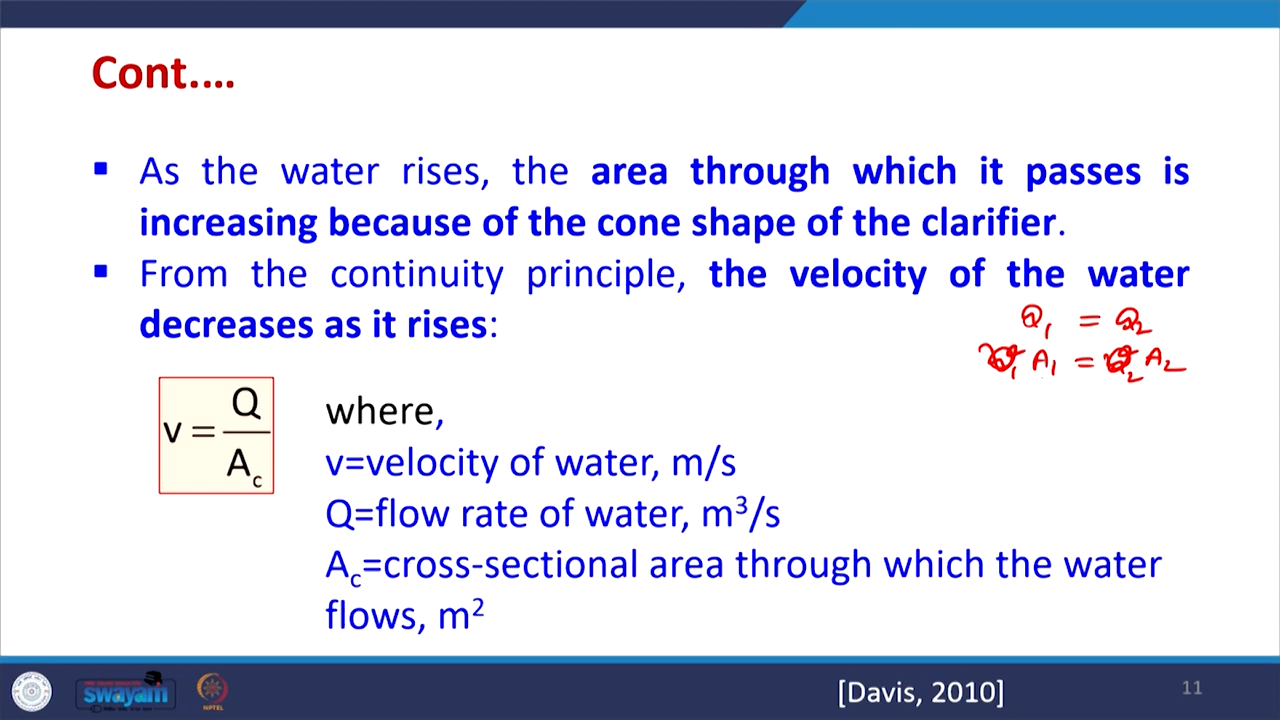 Cont.…
▪ As the water rises, the area through which it passes is
increasing because of the cone shape of the clarifier.
▪ From the continuity principle, the velocity of the water
decreases as it rises:
Q₁ = Q₂
A₁ = A₂
v = Q / A_c
where,
v=velocity of water, m/s
Q=flow rate of water, m³/s
A_c=cross-sectional area through which the water
flows, m²
swayam
NPTEL
[Davis, 2010]
11